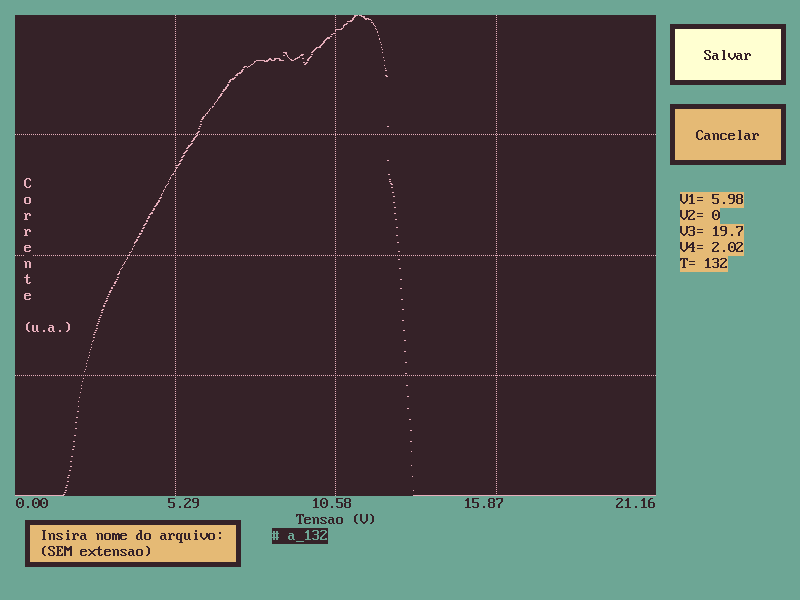 Salvar
Cancelar
Corrente
(u.a.)
V1= 5.98
V2= 0
V3= 19.7
V4= 2.02
T= 132
0.00 5.29 10.58 15.87 21.16
Tensao (V)
Insira nome do arquivo:
(SEM extensao)
# a_132